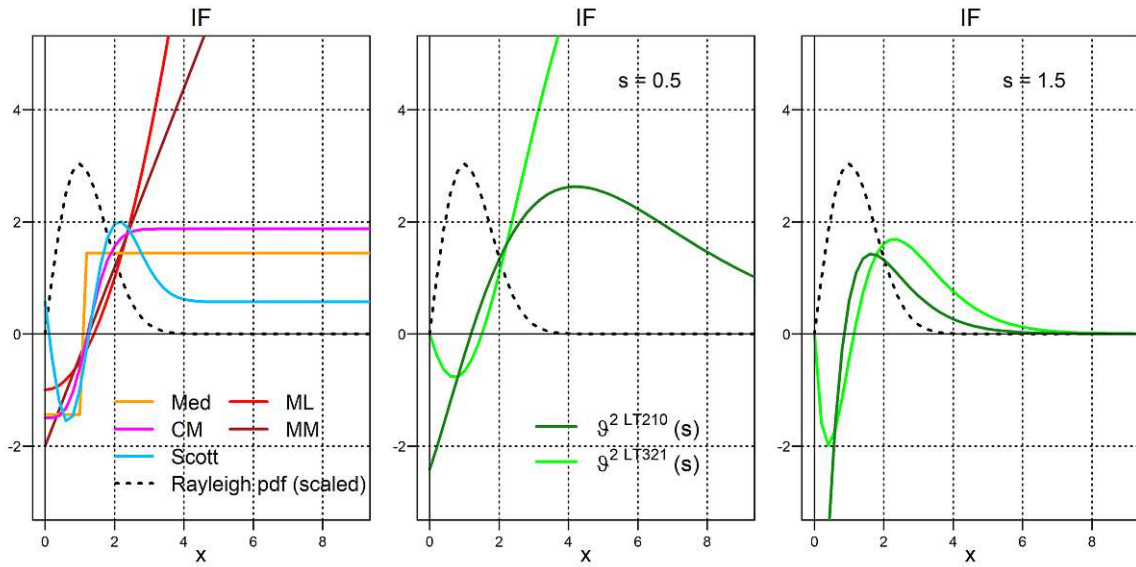 IF
4
2
0
-2
Med ML
CM MM
Scott
Rayleigh pdf (scaled)
0 2 4 6 8
x
IF
s = 0.5
4
2
0
-2
ϑ² ᴸᵀ²¹⁰ (s)
ϑ² ᴸᵀ³²¹ (s)
0 2 4 6 8
x
IF
s = 1.5
4
2
0
-2
0 2 4 6 8
x